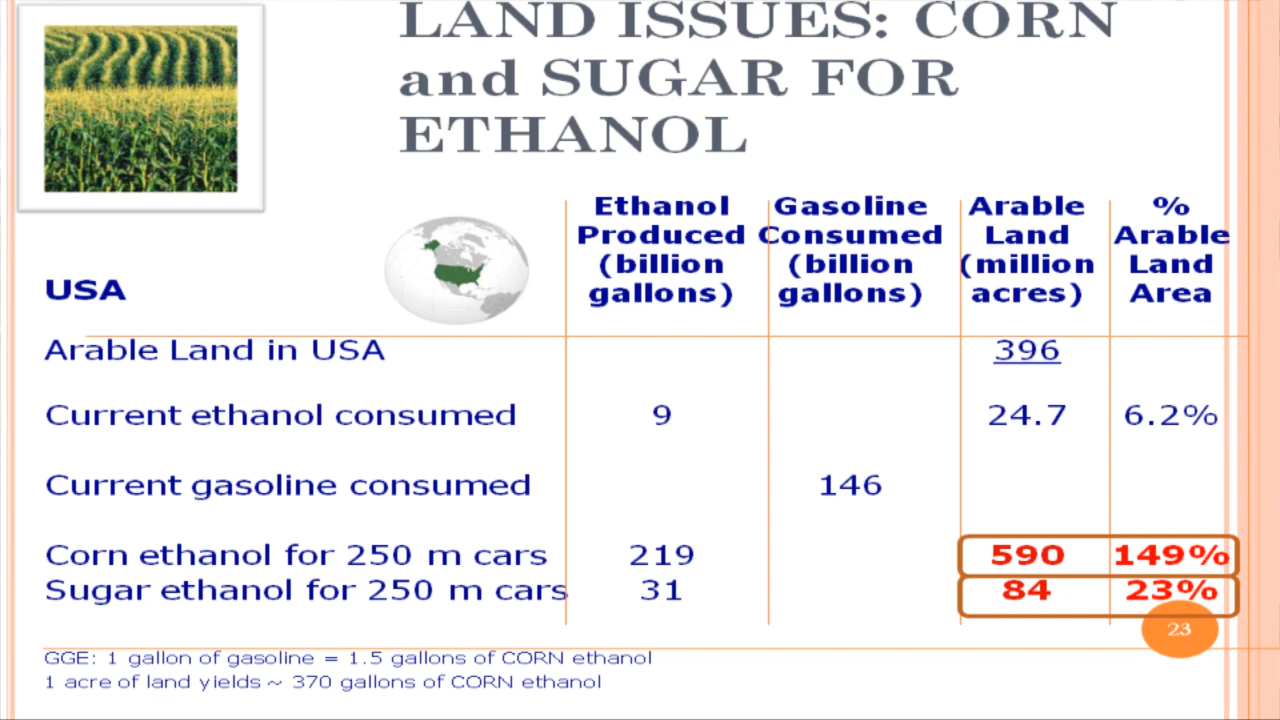 LAND ISSUES: CORN
and SUGAR FOR
ETHANOL
USA
Ethanol Produced (billion gallons)
Gasoline Consumed (billion gallons)
Arable Land (million acres)
% Arable Land Area
Arable Land in USA 396
Current ethanol consumed 9 24.7 6.2%
Current gasoline consumed 146
Corn ethanol for 250 m cars 219 590 149%
Sugar ethanol for 250 m cars 31 84 23%
23
GGE: 1 gallon of gasoline = 1.5 gallons of CORN ethanol
1 acre of land yields ~ 370 gallons of CORN ethanol